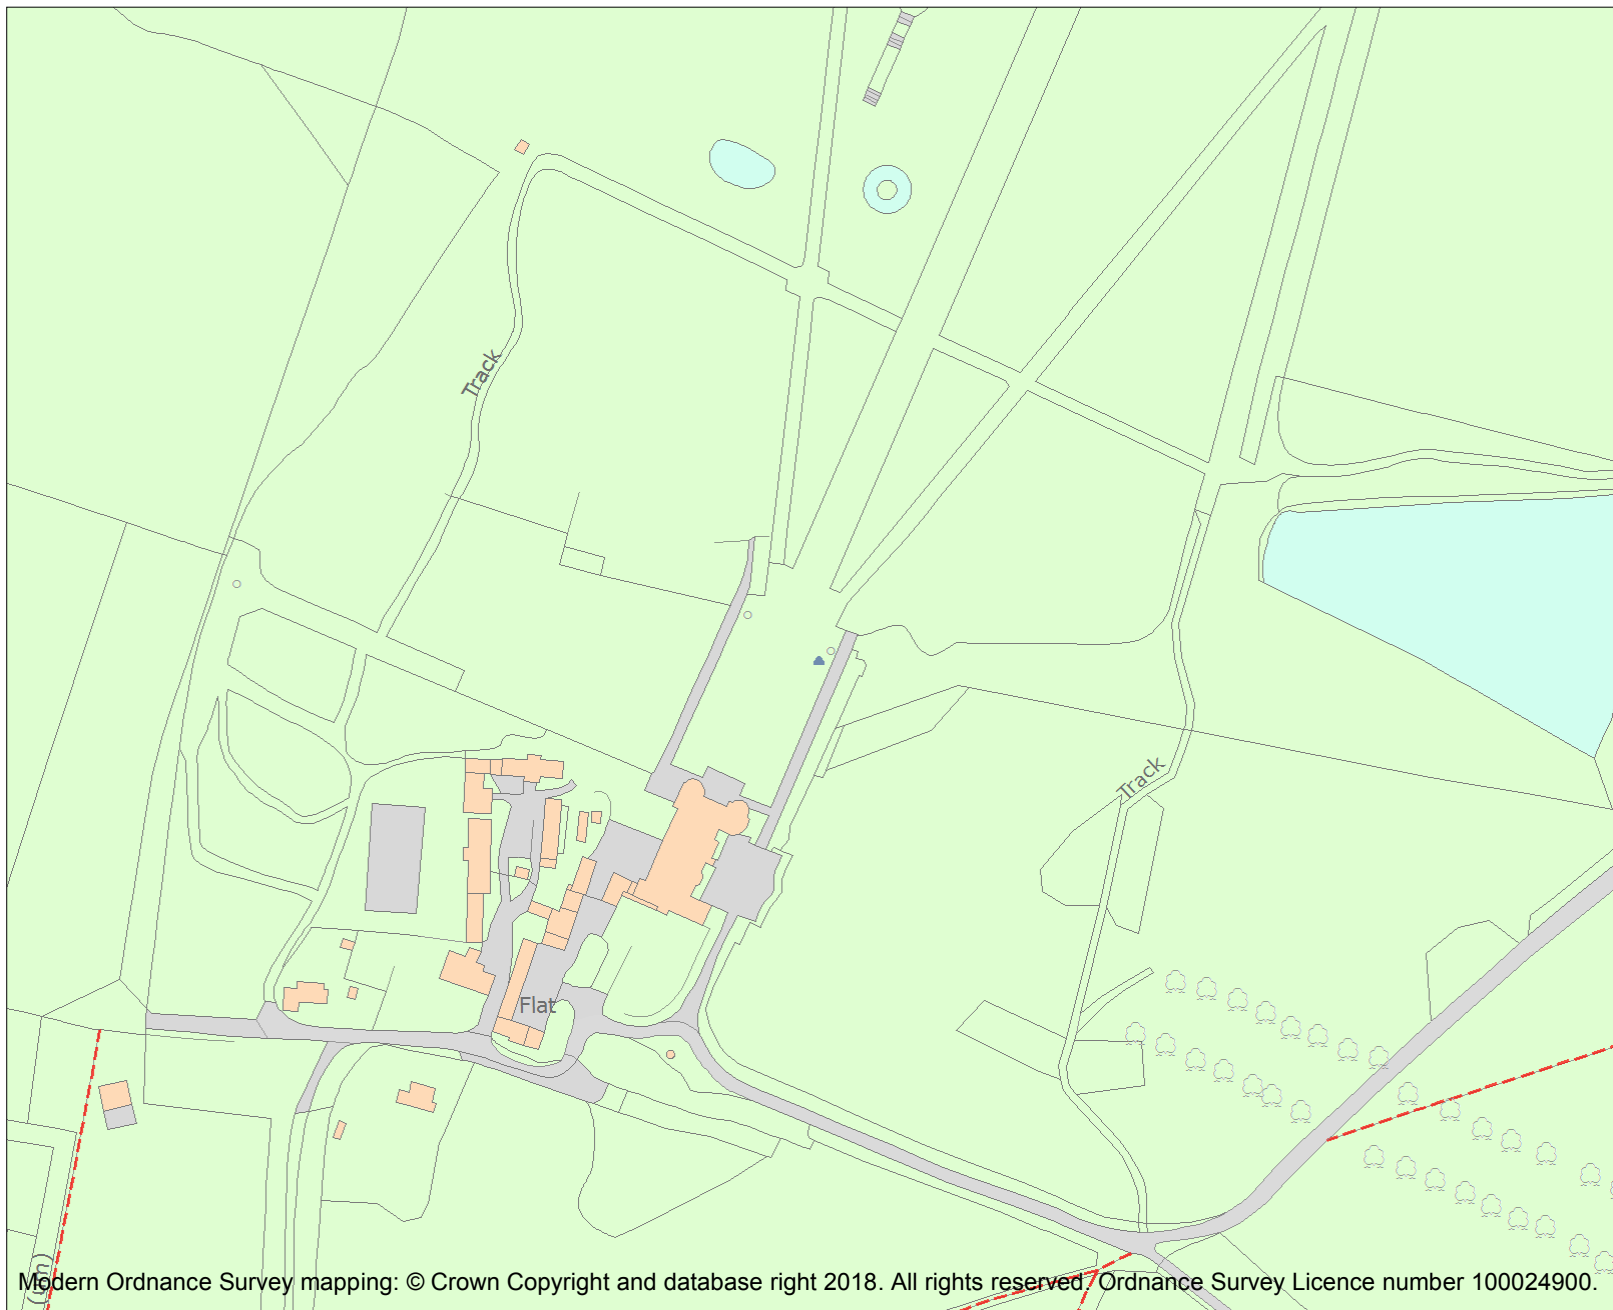 Track
Track
Flat
(um)
Modern Ordnance Survey mapping: © Crown Copyright and database right 2018. All rights reserved. Ordnance Survey Licence number 100024900.